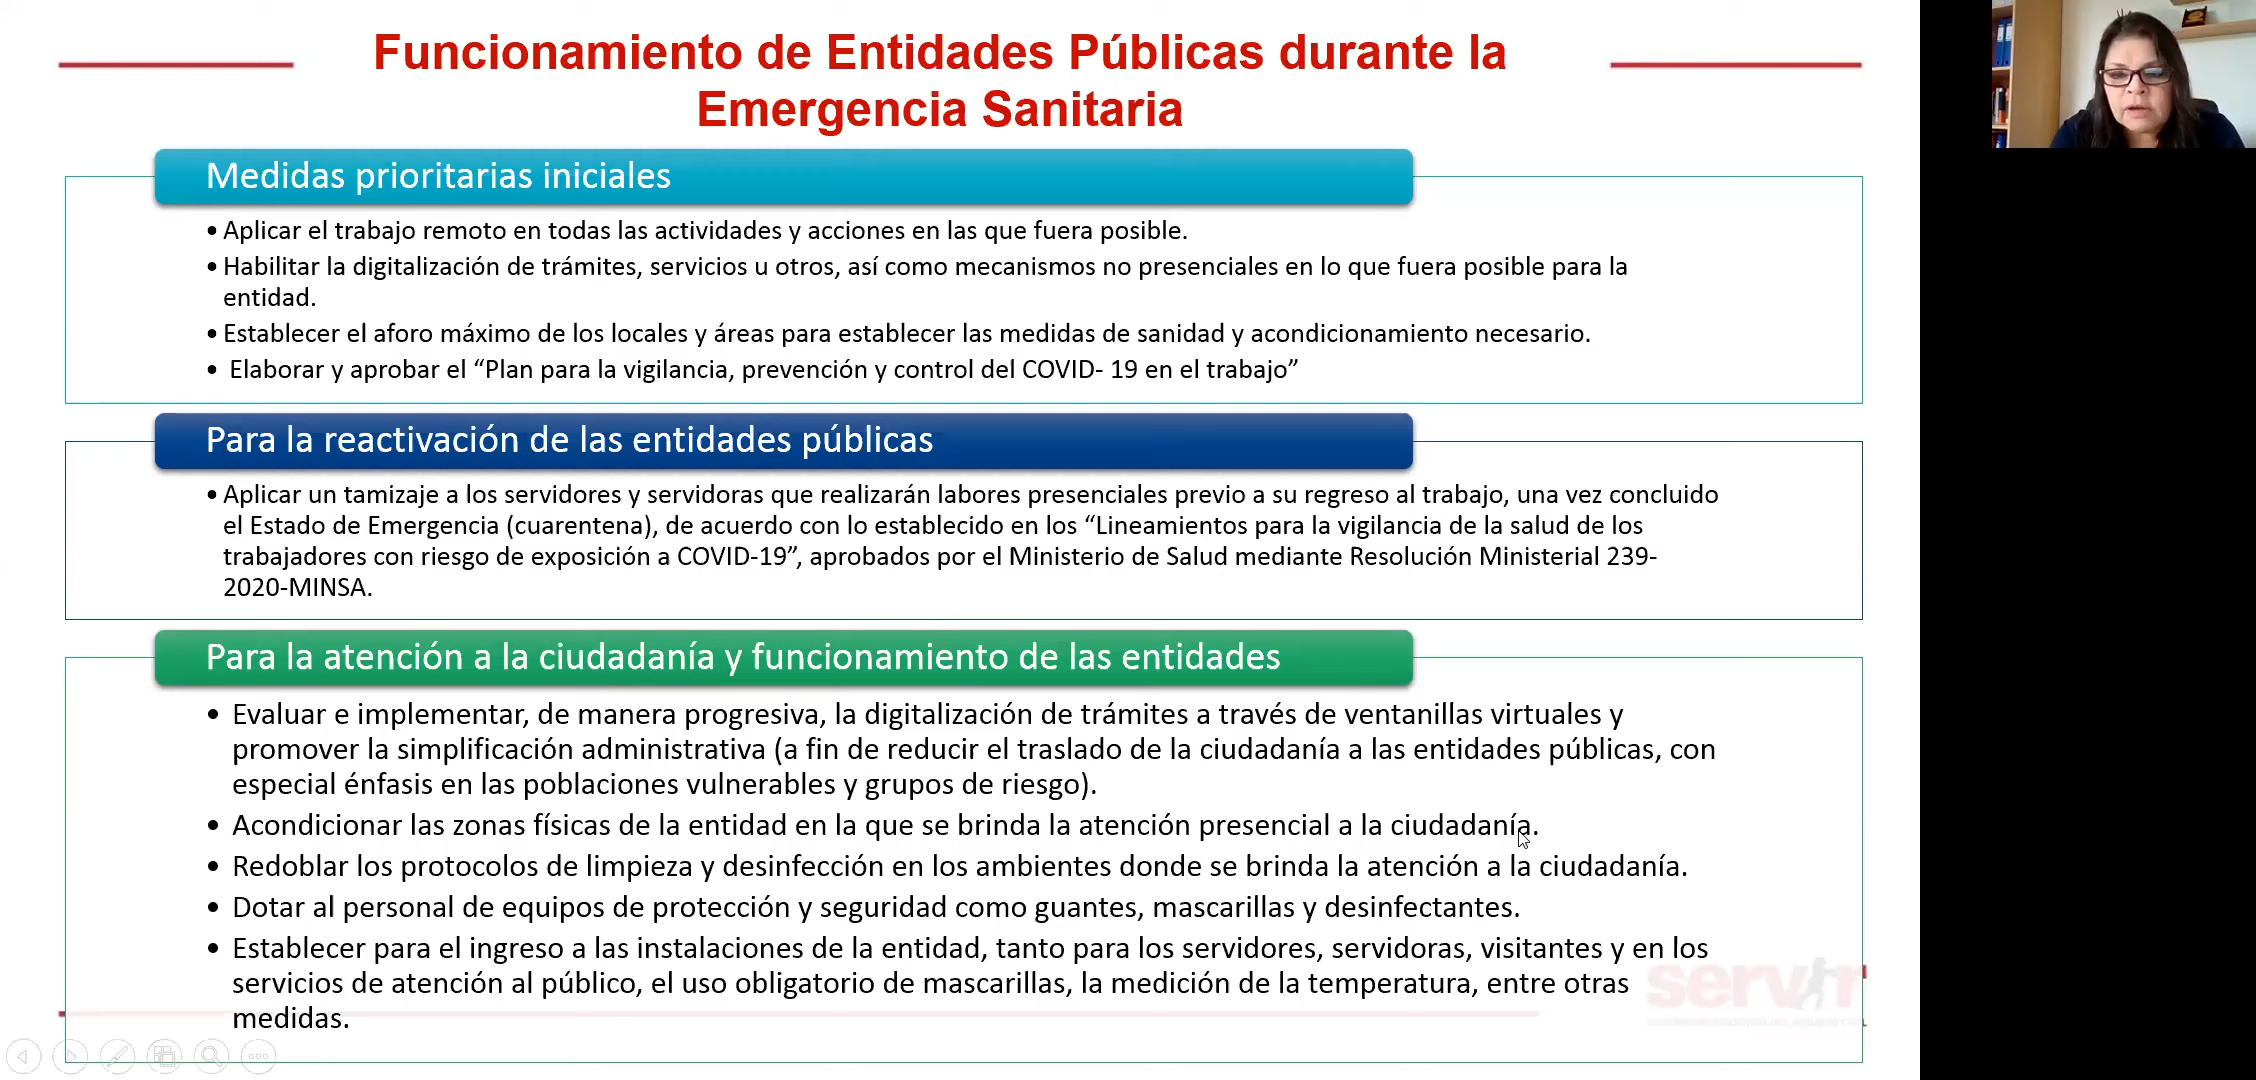 Funcionamiento de Entidades Públicas durante la
Emergencia Sanitaria
Medidas prioritarias iniciales
• Aplicar el trabajo remoto en todas las actividades y acciones en las que fuera posible.
• Habilitar la digitalización de trámites, servicios u otros, así como mecanismos no presenciales en lo que fuera posible para la
entidad.
• Establecer el aforo máximo de los locales y áreas para establecer las medidas de sanidad y acondicionamiento necesario.
• Elaborar y aprobar el “Plan para la vigilancia, prevención y control del COVID- 19 en el trabajo”
Para la reactivación de las entidades públicas
• Aplicar un tamizaje a los servidores y servidoras que realizarán labores presenciales previo a su regreso al trabajo, una vez concluido
el Estado de Emergencia (cuarentena), de acuerdo con lo establecido en los “Lineamientos para la vigilancia de la salud de los
trabajadores con riesgo de exposición a COVID-19”, aprobados por el Ministerio de Salud mediante Resolución Ministerial 239-
2020-MINSA.
Para la atención a la ciudadanía y funcionamiento de las entidades
• Evaluar e implementar, de manera progresiva, la digitalización de trámites a través de ventanillas virtuales y
promover la simplificación administrativa (a fin de reducir el traslado de la ciudadanía a las entidades públicas, con
especial énfasis en las poblaciones vulnerables y grupos de riesgo).
• Acondicionar las zonas físicas de la entidad en la que se brinda la atención presencial a la ciudadanía.
• Redoblar los protocolos de limpieza y desinfección en los ambientes donde se brinda la atención a la ciudadanía.
• Dotar al personal de equipos de protección y seguridad como guantes, mascarillas y desinfectantes.
• Establecer para el ingreso a las instalaciones de la entidad, tanto para los servidores, servidoras, visitantes y en los
servicios de atención al público, el uso obligatorio de mascarillas, la medición de la temperatura, entre otras
medidas.
servir